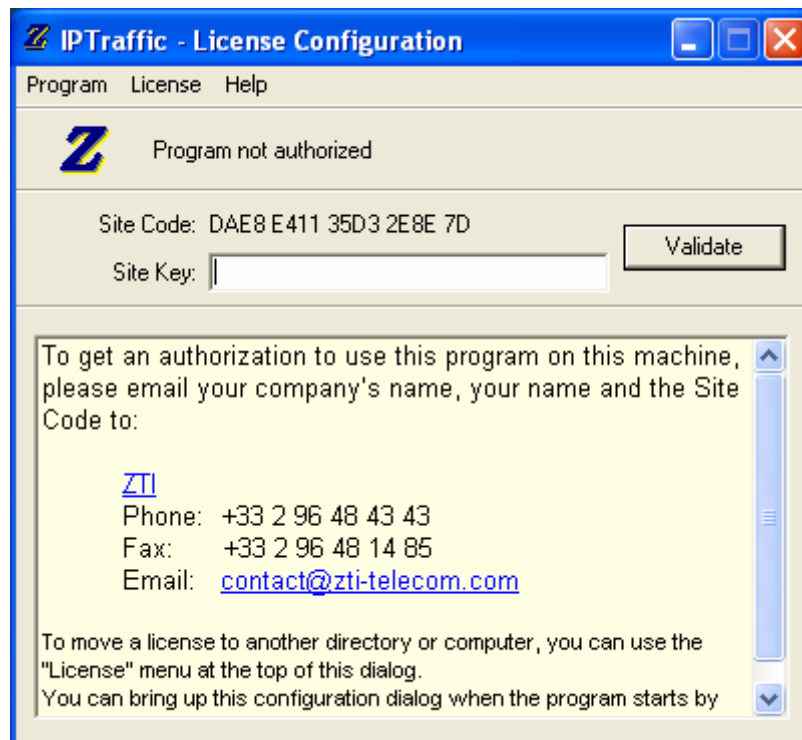 IPTraffic - License Configuration
Program License Help
Program not authorized
Site Code: DAE8 E411 35D3 2E8E 7D
Validate
Site Key:
To get an authorization to use this program on this machine,
please email your company's name, your name and the Site
Code to:
ZTI
Phone: +33 2 96 48 43 43
Fax: +33 2 96 48 14 85
Email: contact@zti-telecom.com
To move a license to another directory or computer, you can use the
"License" menu at the top of this dialog.
You can bring up this configuration dialog when the program starts by